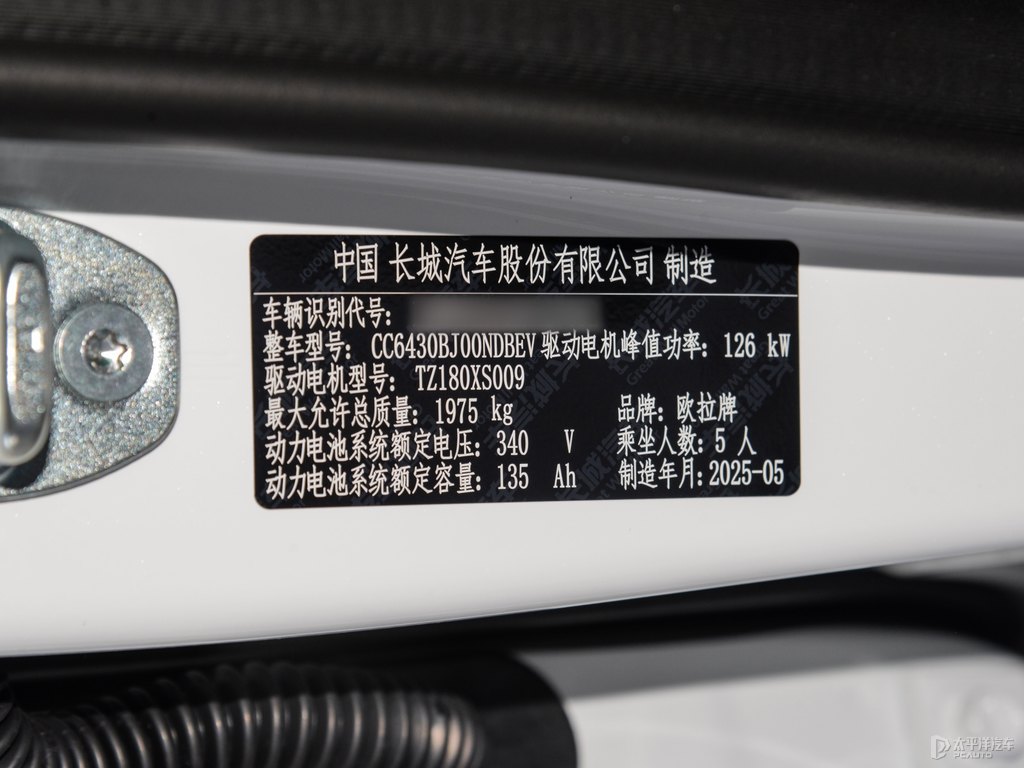 中国 长城汽车股份有限公司 制造
车辆识别代号:
整车型号: CC6430BJ00NDBEV 驱动电机峰值功率: 126 kW
驱动电机型号: TZ180XS009
最大允许总质量: 1975 kg 品牌: 欧拉牌
动力电池系统额定电压: 340 V 乘坐人数: 5 人
动力电池系统额定容量: 135 Ah 制造年月: 2025-05
太平洋汽车
PCAUTO